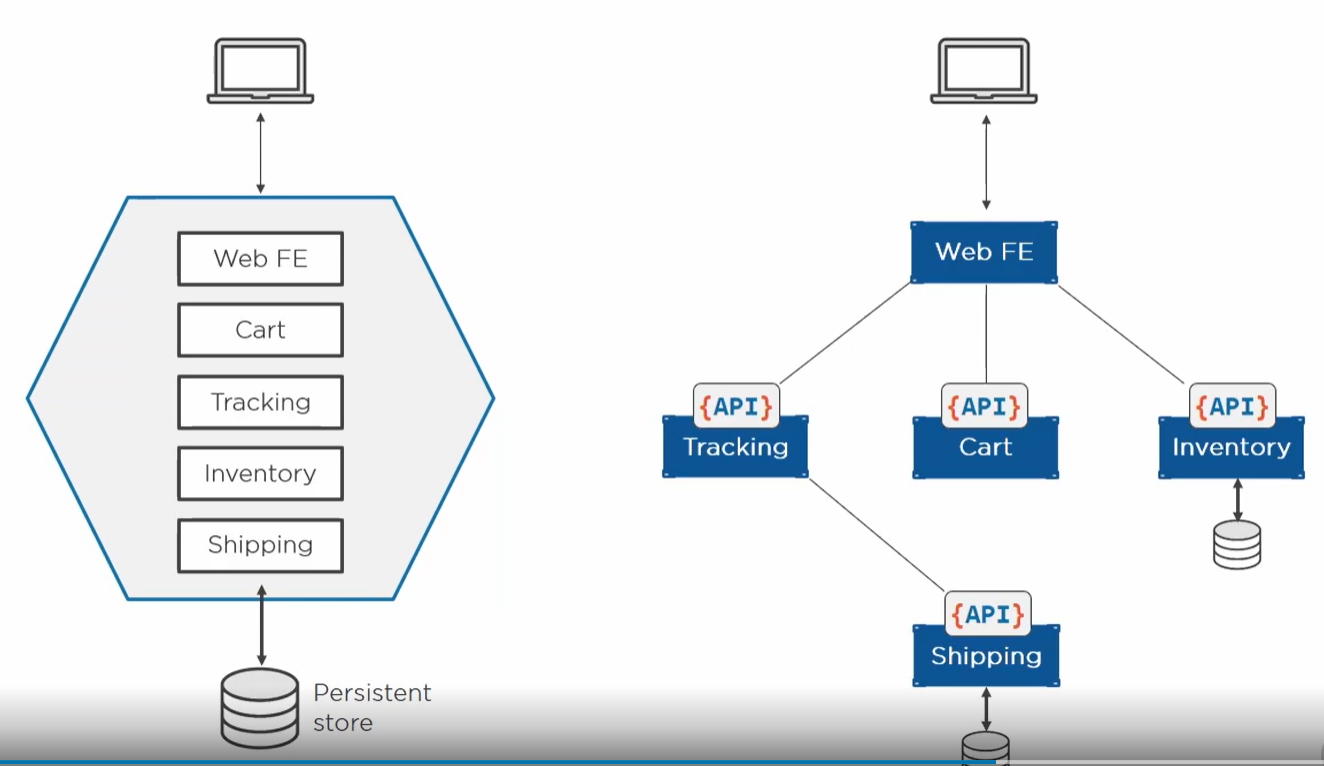 Web FE
Cart
Tracking
Inventory
Shipping
Persistent
store
Web FE
{API}
Tracking
{API}
Cart
{API}
Inventory
{API}
Shipping